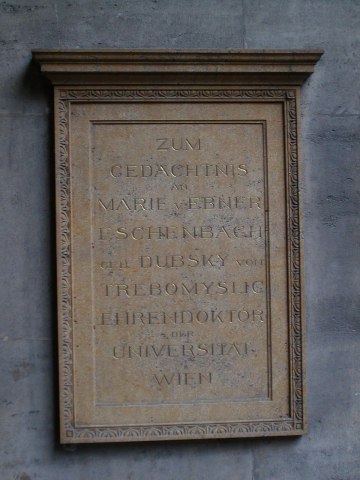 ZUM
GEDÄCHTNIS
AN
MARIE V. EBNER
ESCHENBACH
GEB. DUBSKY VON
TREBOMYSLIC
EHRENDOKTOR
DER
UNIVERSITÄT
WIEN